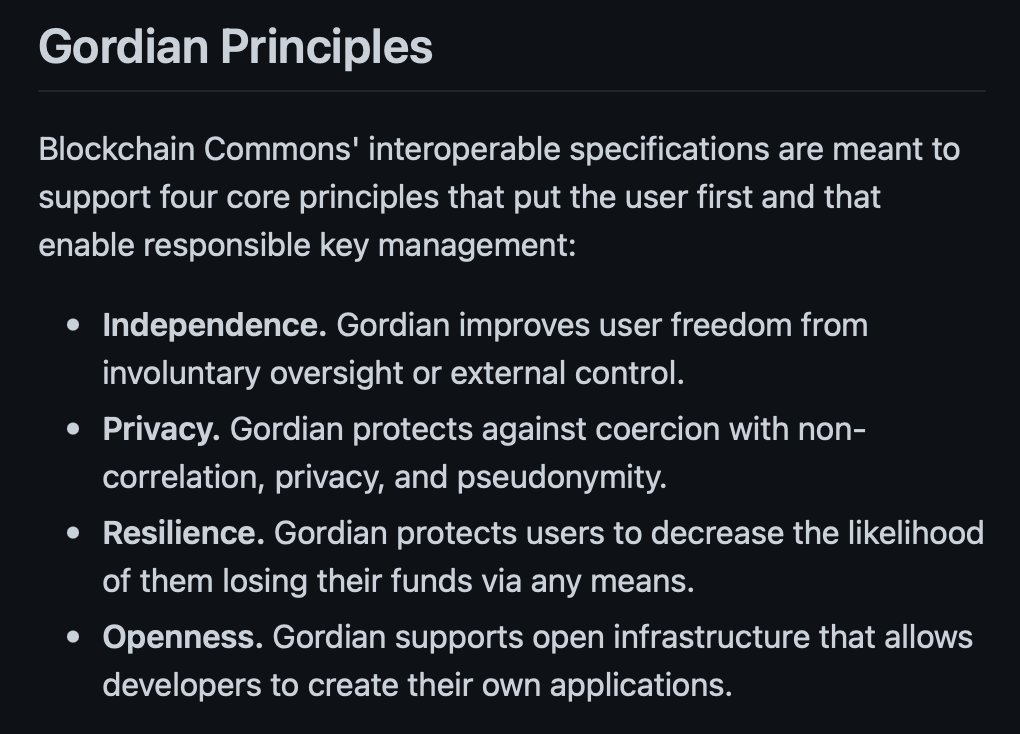 Gordian Principles
Blockchain Commons' interoperable specifications are meant to
support four core principles that put the user first and that
enable responsible key management:
• Independence. Gordian improves user freedom from
involuntary oversight or external control.
• Privacy. Gordian protects against coercion with non-
correlation, privacy, and pseudonymity.
• Resilience. Gordian protects users to decrease the likelihood
of them losing their funds via any means.
• Openness. Gordian supports open infrastructure that allows
developers to create their own applications.